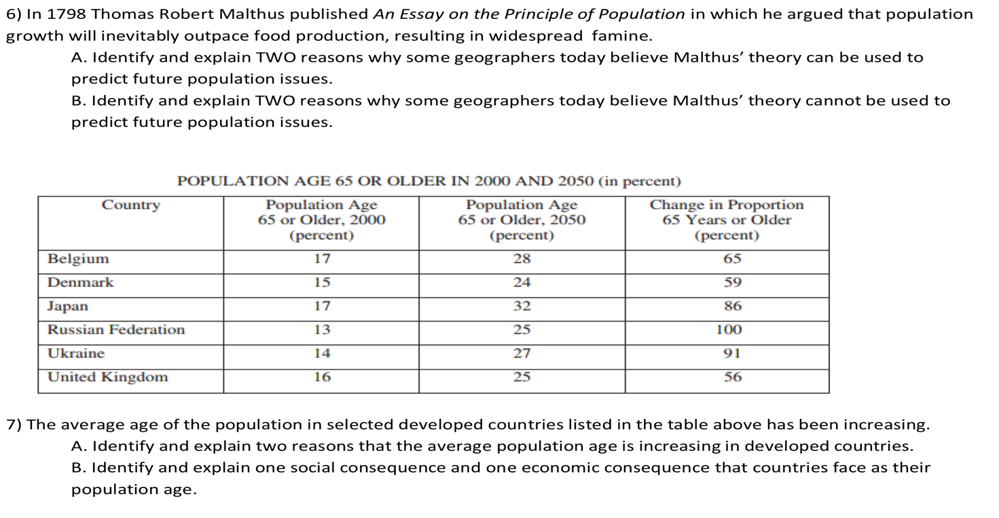 6) In 1798 Thomas Robert Malthus published An Essay on the Principle of Population in which he argued that population
growth will inevitably outpace food production, resulting in widespread famine.
A. Identify and explain TWO reasons why some geographers today believe Malthus’ theory can be used to
predict future population issues.
B. Identify and explain TWO reasons why some geographers today believe Malthus’ theory cannot be used to
predict future population issues.
POPULATION AGE 65 OR OLDER IN 2000 AND 2050 (in percent)
Country Population Age Population Age Change in Proportion
65 or Older, 2000 65 or Older, 2050 65 Years or Older
(percent) (percent) (percent)
Belgium 17 28 65
Denmark 15 24 59
Japan 17 32 86
Russian Federation 13 25 100
Ukraine 14 27 91
United Kingdom 16 25 56
7) The average age of the population in selected developed countries listed in the table above has been increasing.
A. Identify and explain two reasons that the average population age is increasing in developed countries.
B. Identify and explain one social consequence and one economic consequence that countries face as their
population age.